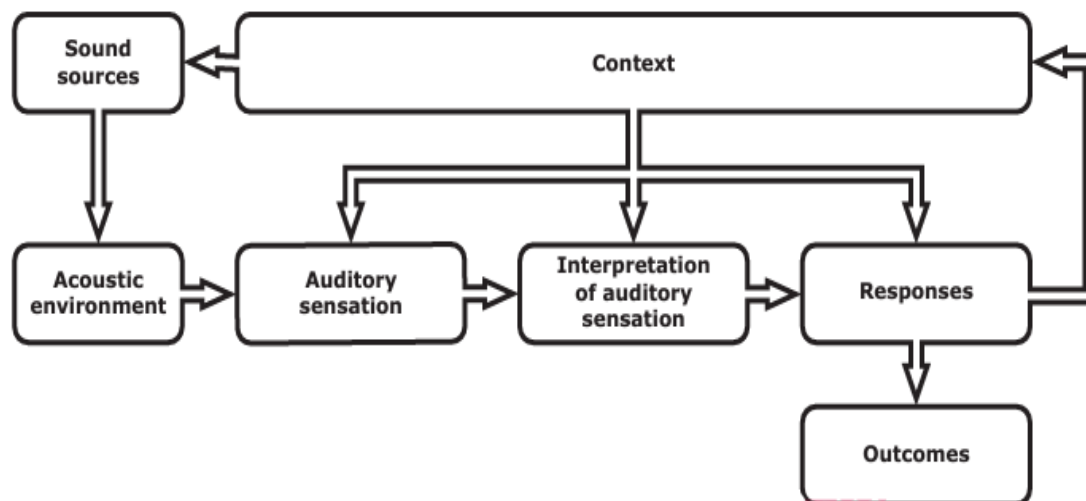 Sound
sources
Context
Acoustic
environment
Auditory
sensation
Interpretation
of auditory
sensation
Responses
Outcomes